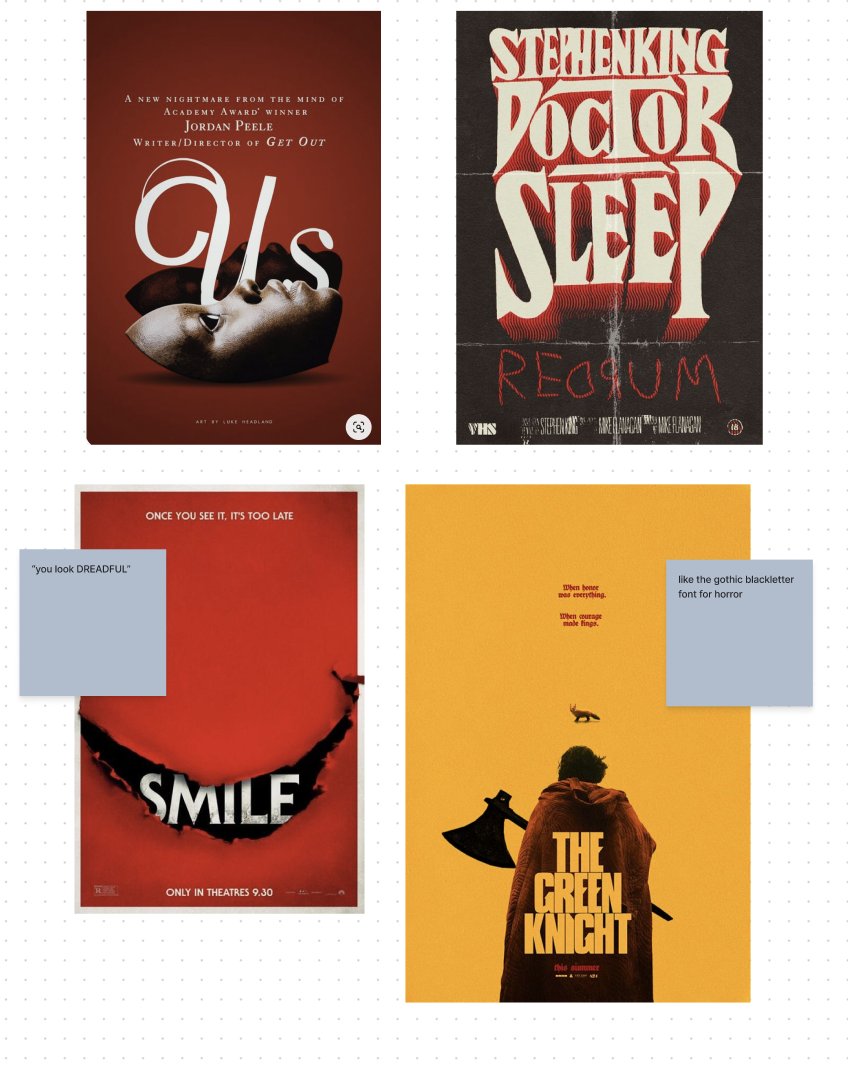 A NEW NIGHTMARE FROM THE MIND OF
ACADEMY AWARD® WINNER
JORDAN PEELE
WRITER/DIRECTOR OF GET OUT
Us
ART BY LUKE HEADLAND
STEPHEN KING
DOCTOR
SLEEP
REDЯUM
VHS STEPHEN KING MIKE FLANAGAN MIKE FLANAGAN 18
"you look DREADFUL"
ONCE YOU SEE IT, IT'S TOO LATE
SMILE
R ONLY IN THEATRES 9.30
like the gothic blackletter
font for horror
When honor
was everything.
When courage
made kings.
THE
GREEN
KNIGHT
this summer